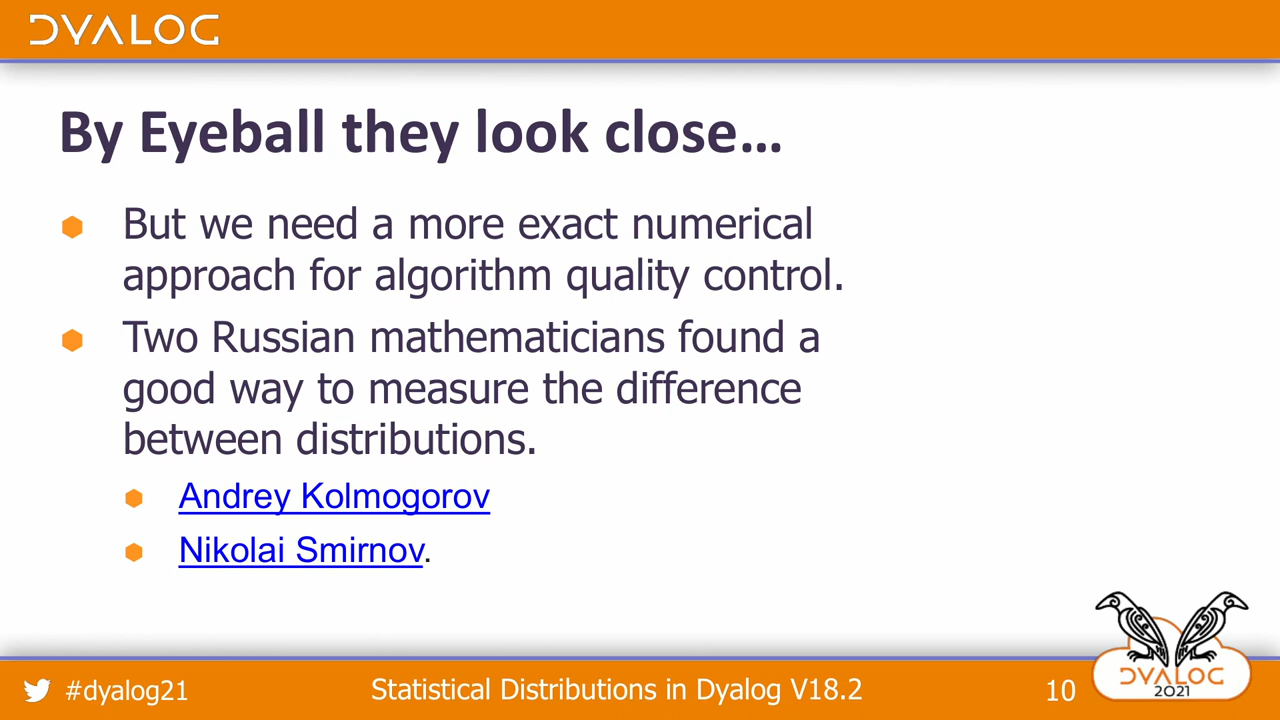 DYALOG
By Eyeball they look close…
But we need a more exact numerical
approach for algorithm quality control.
Two Russian mathematicians found a
good way to measure the difference
between distributions.
Andrey Kolmogorov
Nikolai Smirnov.
#dyalog21
Statistical Distributions in Dyalog V18.2
10
DYALOG
2021